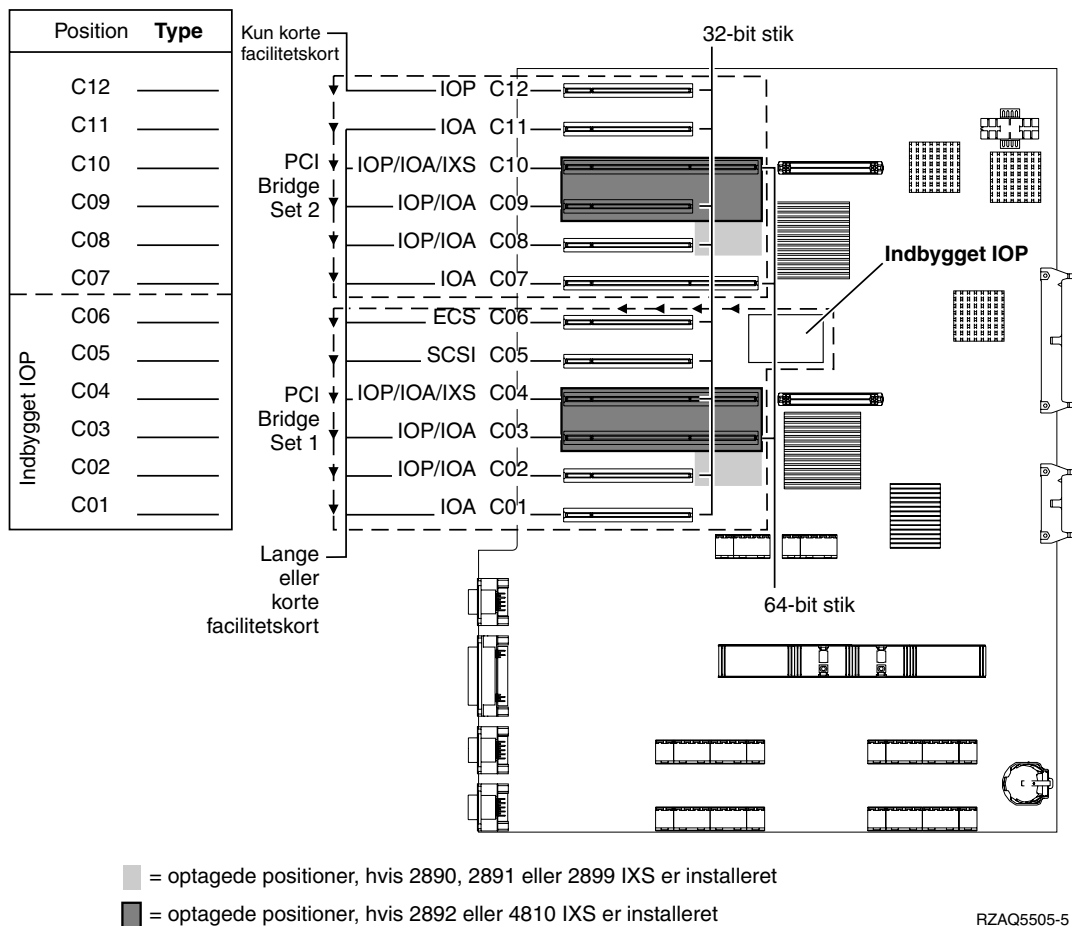 Position Type
C12
C11
C10
C09
C08
C07
C06
C05
C04
C03
C02
C01
Indbygget IOP
Kun korte
facilitetskort
32-bit stik
IOP C12
IOA C11
IOP/IOA/IXS C10
IOP/IOA C09
IOP/IOA C08
IOA C07
PCI
Bridge
Set 2
Indbygget IOP
ECS C06
SCSI C05
IOP/IOA/IXS C04
IOP/IOA C03
IOP/IOA C02
IOA C01
PCI
Bridge
Set 1
Lange
eller
korte
facilitetskort
64-bit stik
= optagede positioner, hvis 2890, 2891 eller 2899 IXS er installeret
= optagede positioner, hvis 2892 eller 4810 IXS er installeret
RZAQ5505-5